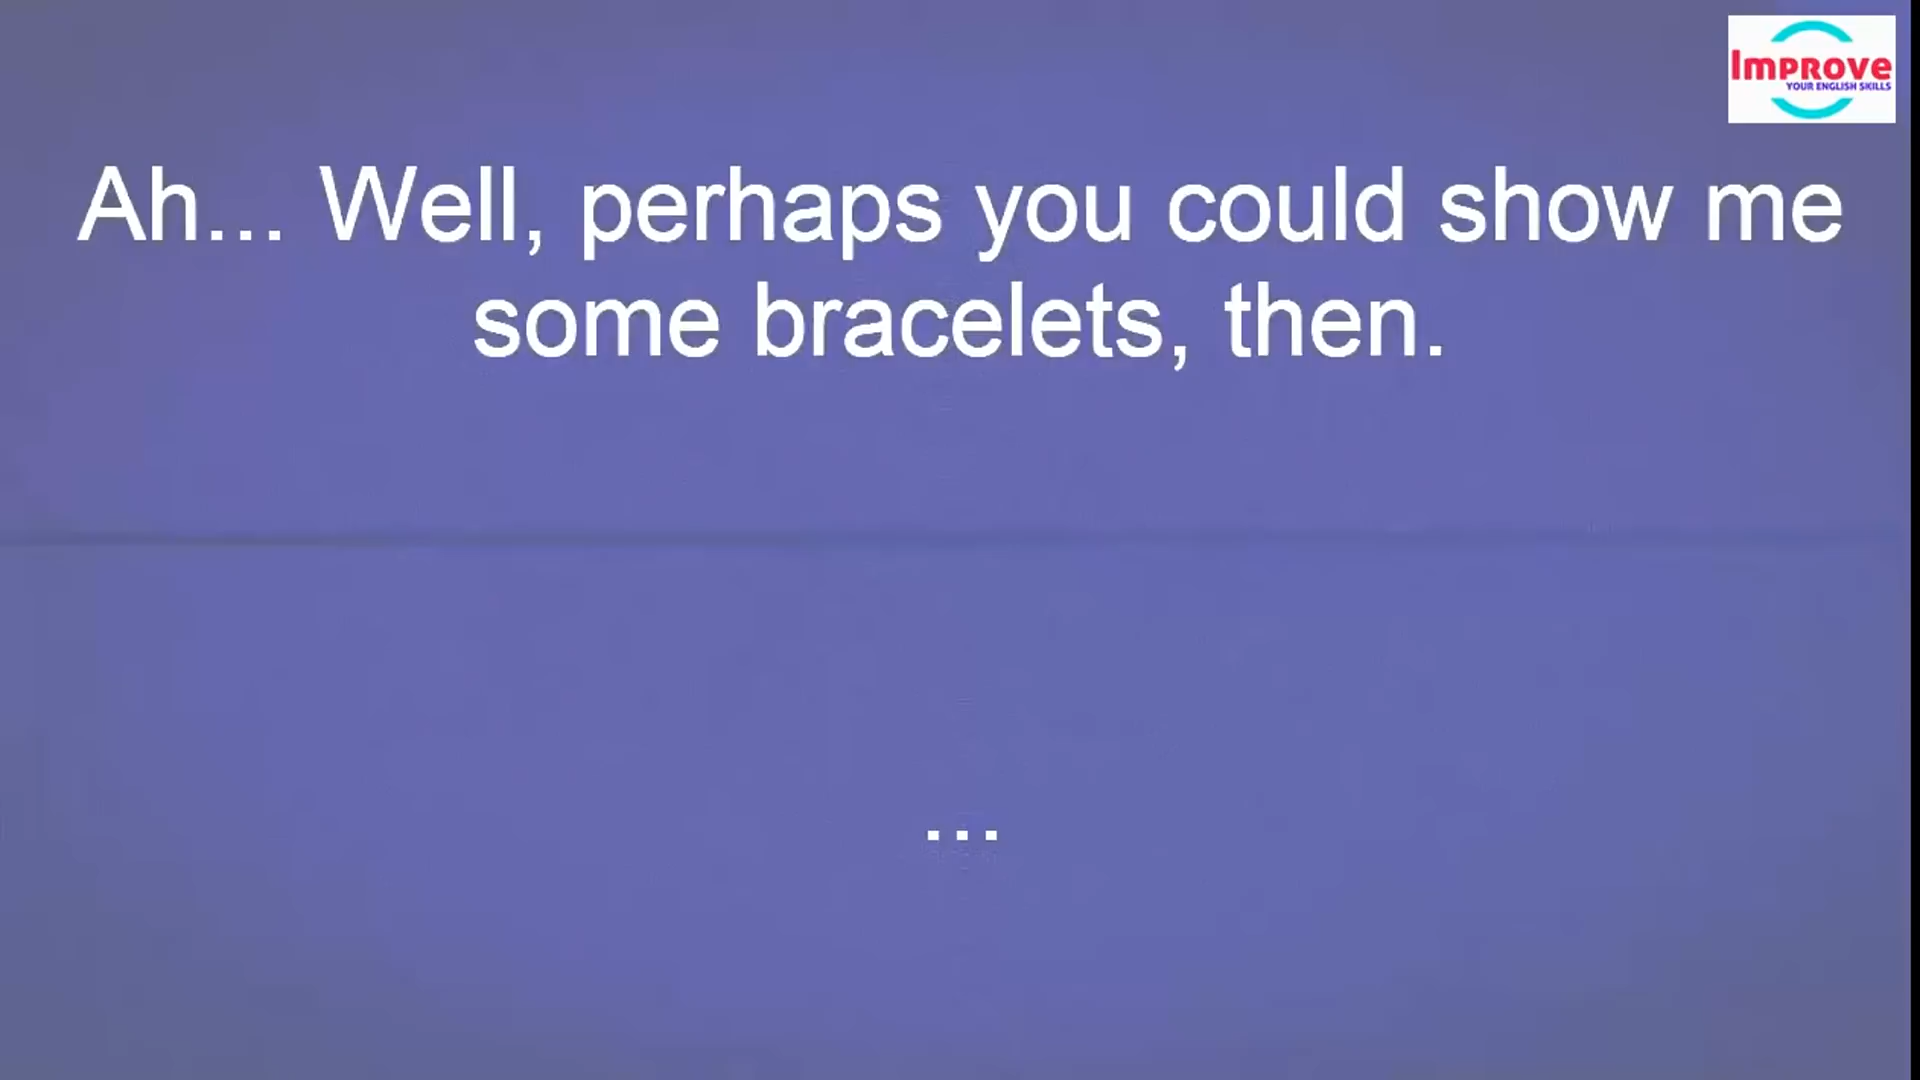 Improve
YOUR ENGLISH SKILLS
Ah... Well, perhaps you could show me
some bracelets, then.
...